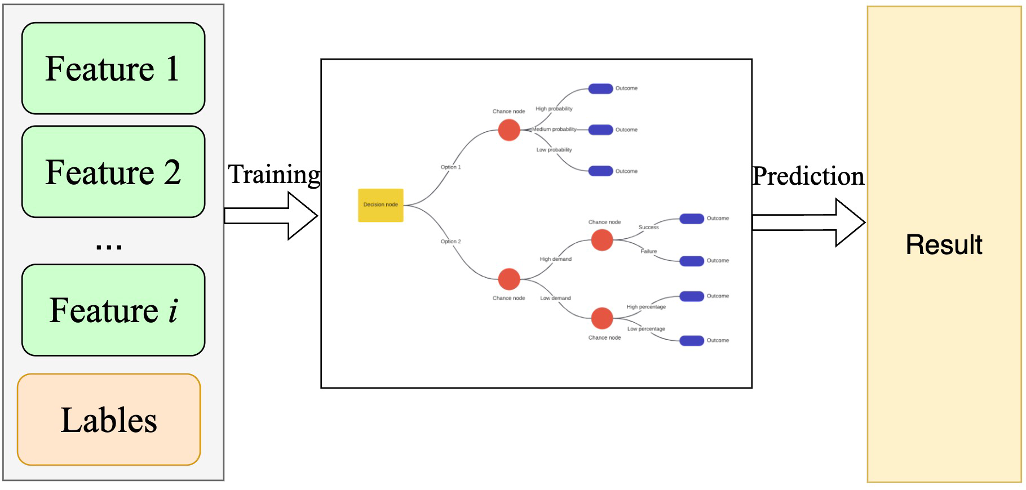 Feature 1
Feature 2
...
Feature i
Lables
Training
Decision node
Option 1
Option 2
Chance node
High probability
Medium probability
Low probability
Outcome
Outcome
Outcome
Chance node
High demand
Low demand
Chance node
Success
Failure
Outcome
Outcome
High percentage
Low percentage
Chance node
Outcome
Outcome
Prediction
Result